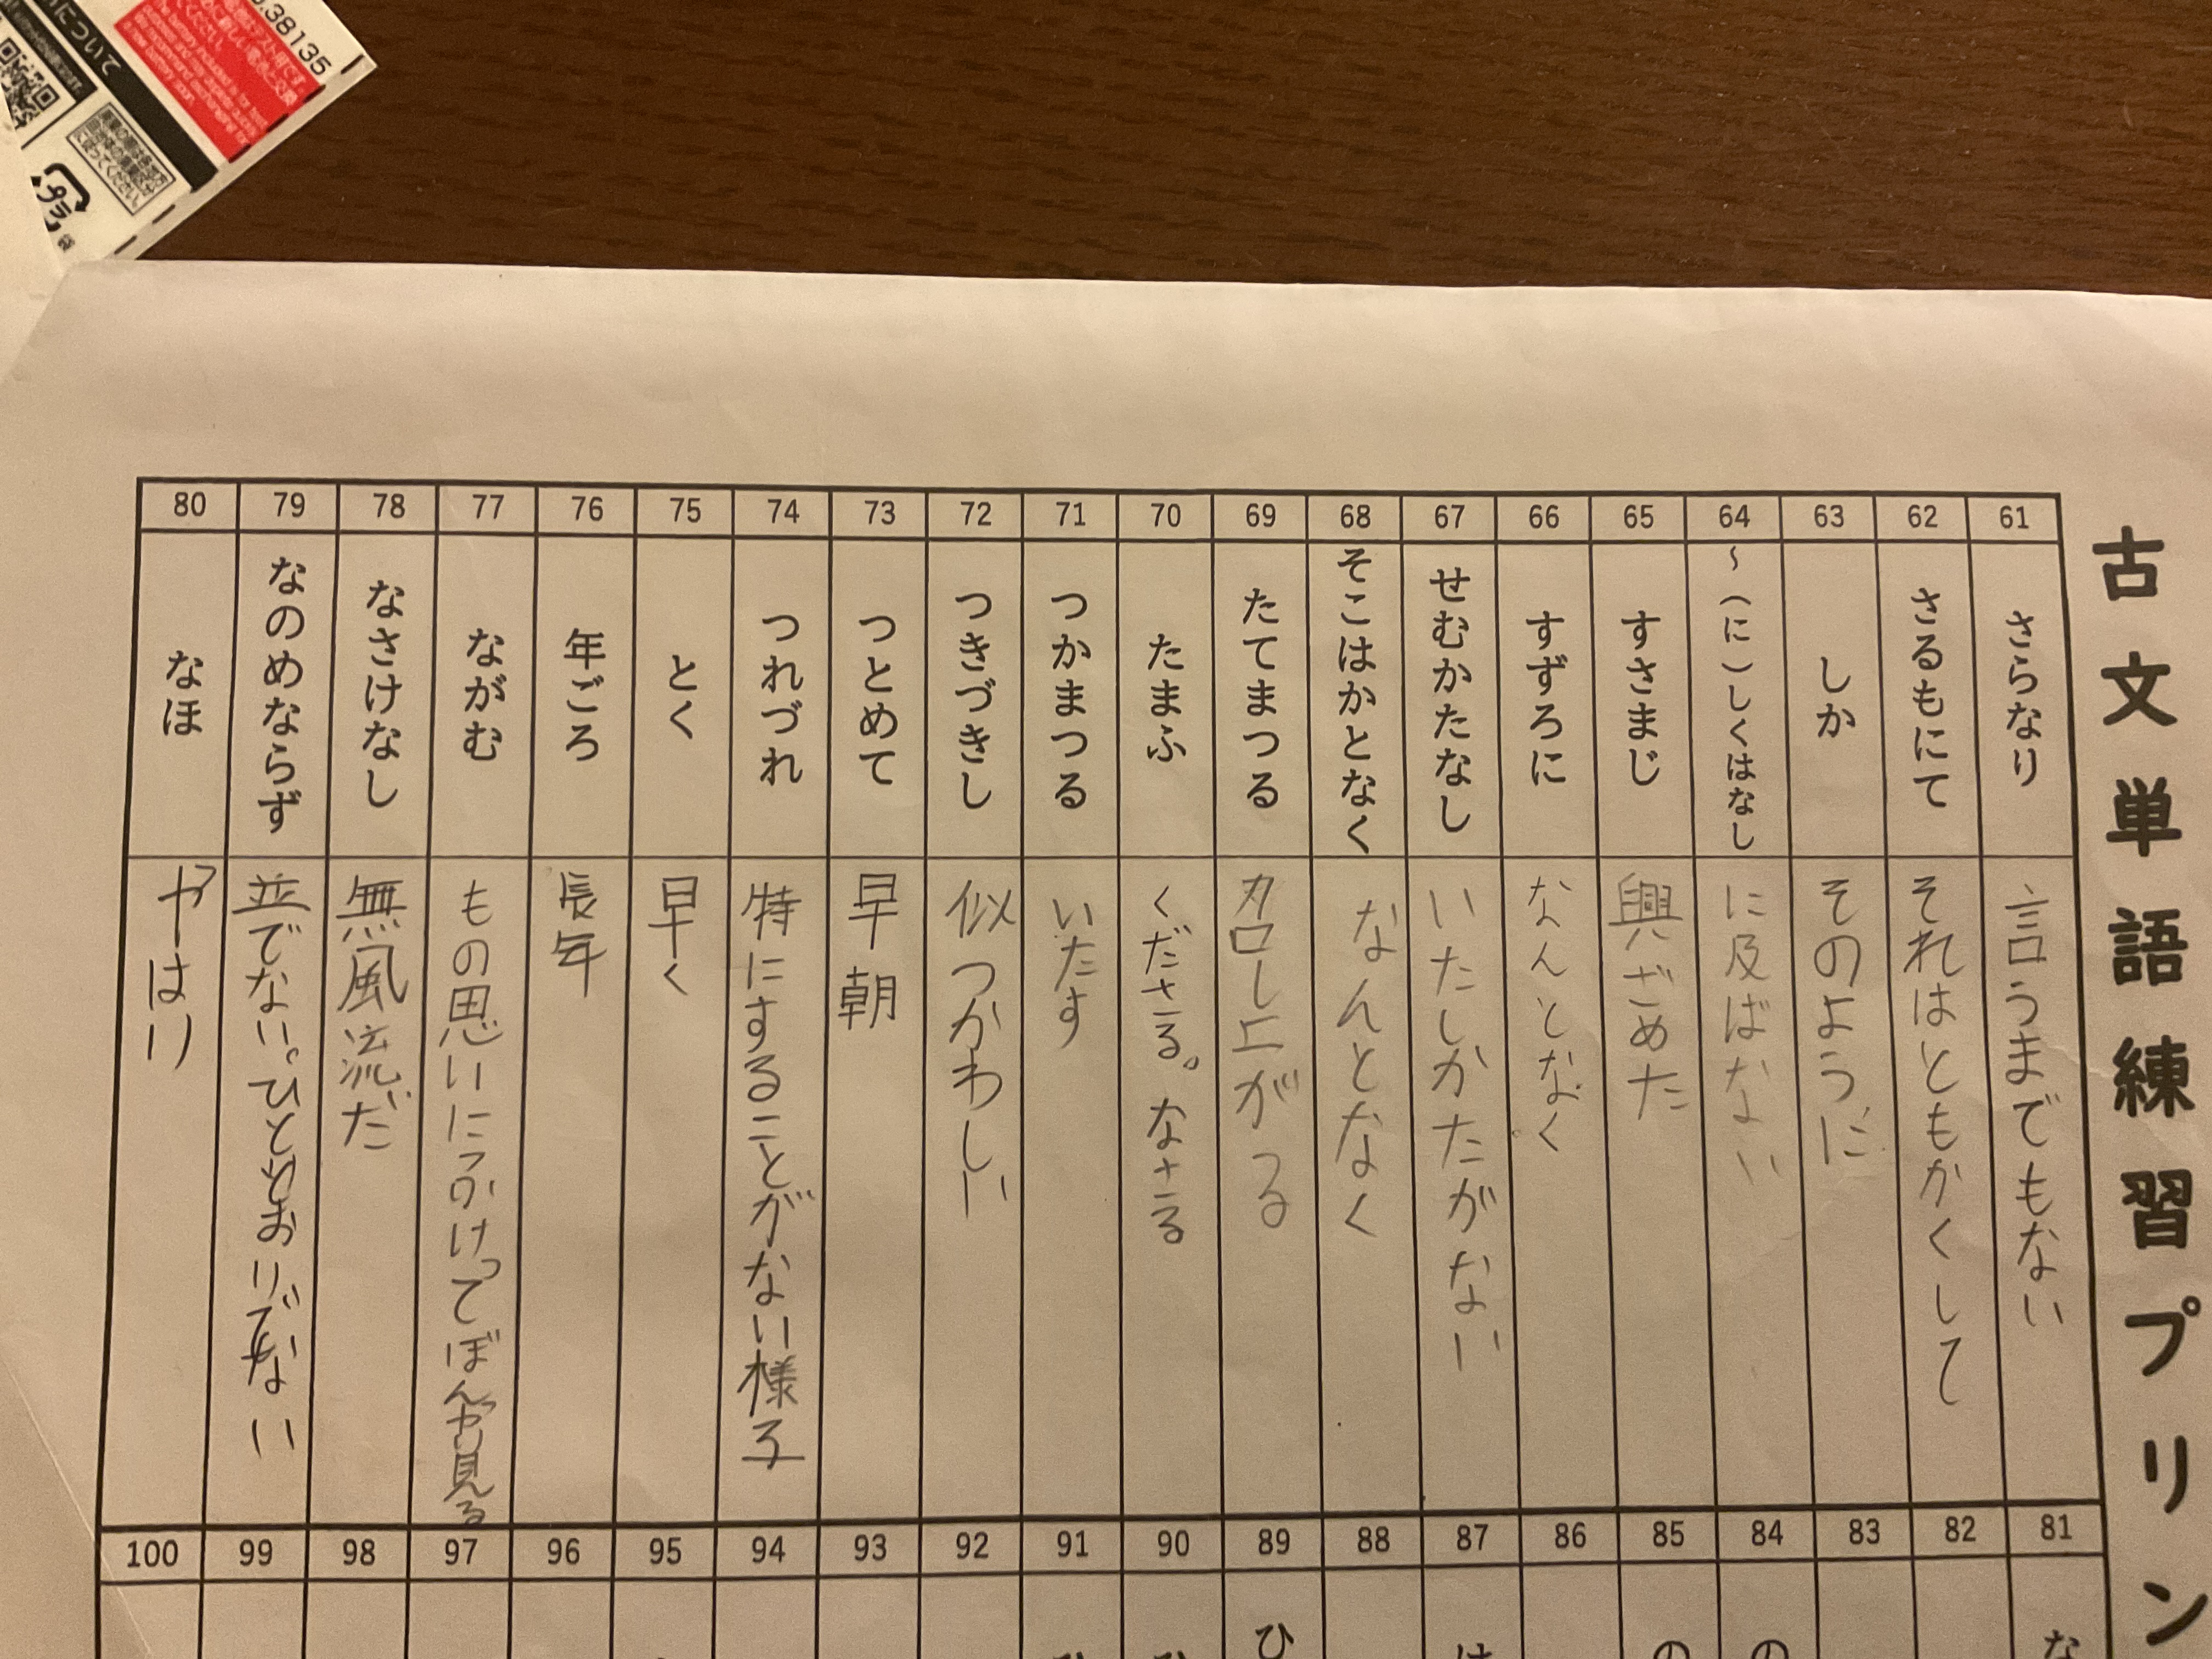 古文単語練習プリン
61
さらなり
言うまでもない
62
さるもにて
それはともかくして
63
しか
そのように
64
～(に)しくはなし
に及ばない
65
すさまじ
興ざめた
66
すずろに
なんとなく
67
せむかたなし
いたしかたがない
68
そこはかとなく
なんとなく
69
たてまつる
召し上がる
70
たまふ
くださる。なさる
71
つかまつる
いたす
72
つきづきし
似つかわしい
73
つとめて
早朝
74
つれづれ
特にすることがない様子
75
とく
早く
76
年ごろ
長年
77
ながむ
もの思いにふけってぼんやり見る
78
なさけなし
無風流だ
79
なのめならず
並でない。ひととおりでない
80
なほ
やはり
81
な
82
83
84
の
85
の
86
87
は
88
89
ひ
90
91
92
93
94
95
96
97
98
99
100
.38135
について
プラ
袋